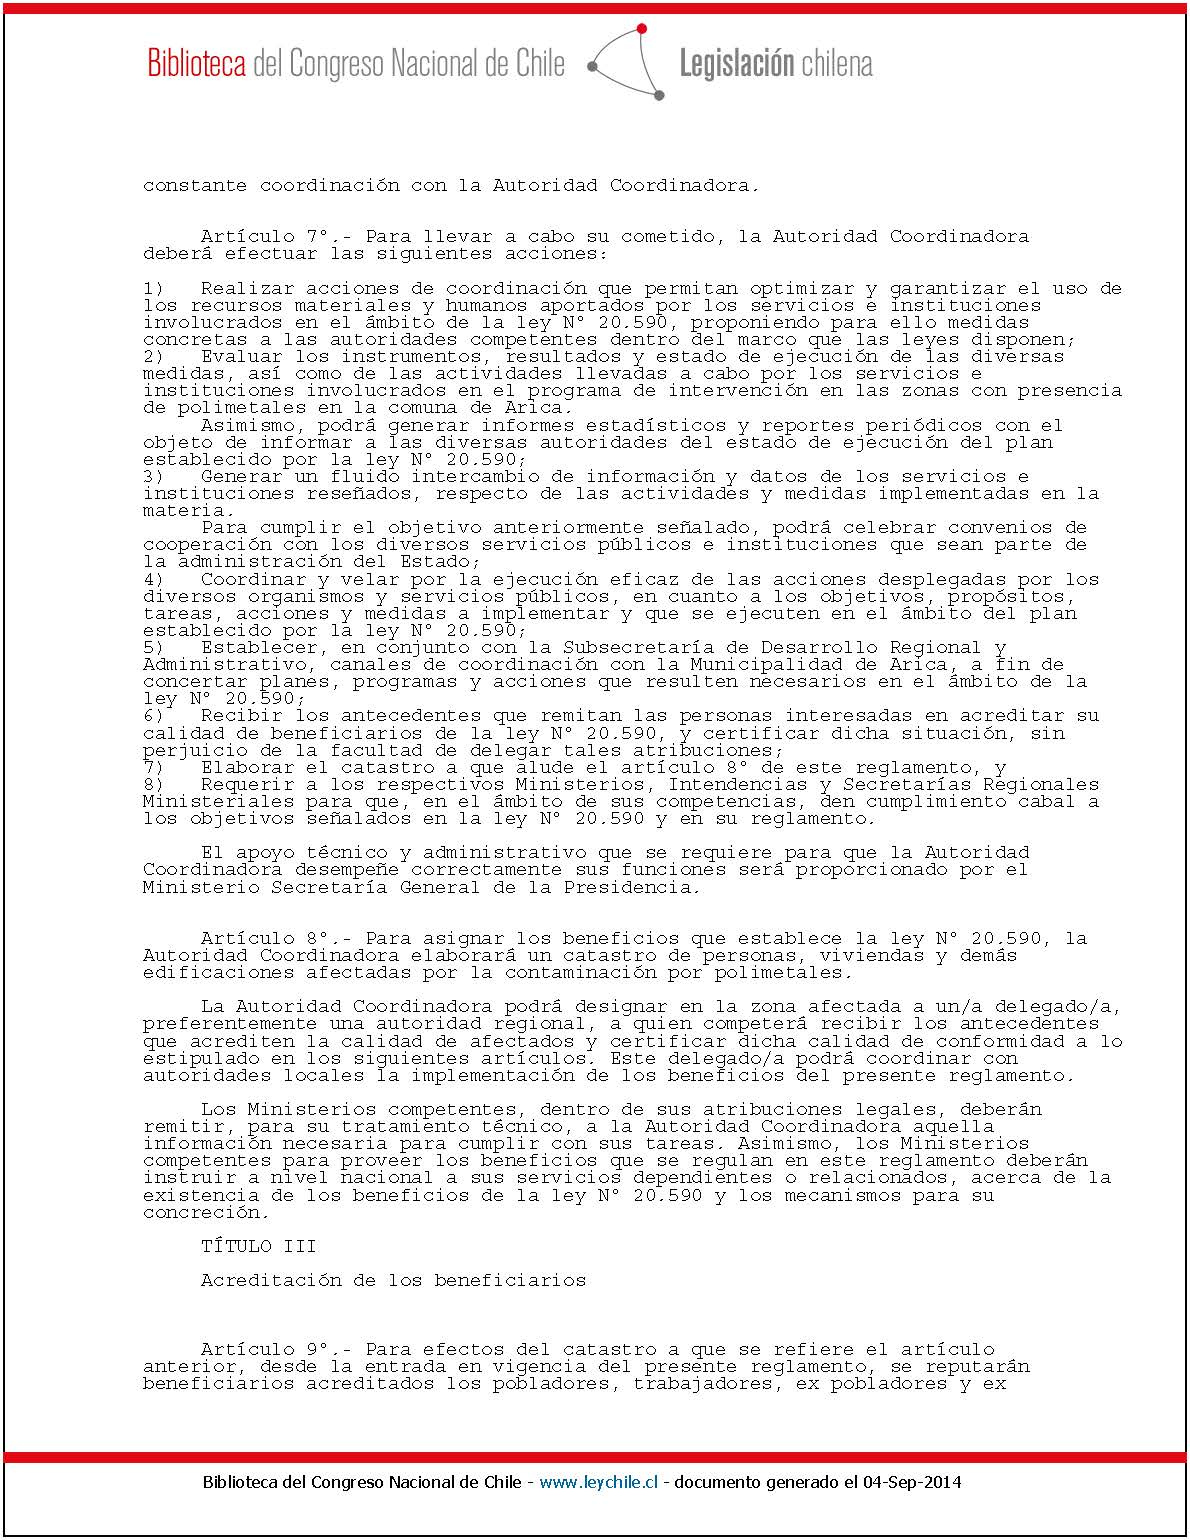 Biblioteca del Congreso Nacional de Chile Legislación chilena
constante coordinación con la Autoridad Coordinadora.
Artículo 7°.- Para llevar a cabo su cometido, la Autoridad Coordinadora
deberá efectuar las siguientes acciones:
1) Realizar acciones de coordinación que permitan optimizar y garantizar el uso de
los recursos materiales y humanos aportados por los servicios e instituciones
involucrados en el ámbito de la ley N° 20.590, proponiendo para ello medidas
concretas a las autoridades competentes dentro del marco que las leyes disponen;
2) Evaluar los instrumentos, resultados y estado de ejecución de las diversas
medidas, así como de las actividades llevadas a cabo por los servicios e
instituciones involucrados en el programa de intervención en las zonas con presencia
de polimetales en la comuna de Arica.
Asimismo, podrá generar informes estadísticos y reportes periódicos con el
objeto de informar a las diversas autoridades del estado de ejecución del plan
establecido por la ley N° 20.590;
3) Generar un fluido intercambio de información y datos de los servicios e
instituciones reseñados, respecto de las actividades y medidas implementadas en la
materia.
Para cumplir el objetivo anteriormente señalado, podrá celebrar convenios de
cooperación con los diversos servicios públicos e instituciones que sean parte de
la administración del Estado;
4) Coordinar y velar por la ejecución eficaz de las acciones desplegadas por los
diversos organismos y servicios públicos, en cuanto a los objetivos, propósitos,
tareas, acciones y medidas a implementar y que se ejecuten en el ámbito del plan
establecido por la ley N° 20.590;
5) Establecer, en conjunto con la Subsecretaría de Desarrollo Regional y
Administrativo, canales de coordinación con la Municipalidad de Arica, a fin de
concertar planes, programas y acciones que resulten necesarios en el ámbito de la
ley N° 20.590;
6) Recibir los antecedentes que remitan las personas interesadas en acreditar su
calidad de beneficiarios de la ley N° 20.590, y certificar dicha situación, sin
perjuicio de la facultad de delegar tales atribuciones;
7) Elaborar el catastro a que alude el artículo 8° de este reglamento, y
8) Requerir a los respectivos Ministerios, Intendencias y Secretarías Regionales
Ministeriales para que, en el ámbito de sus competencias, den cumplimiento cabal a
los objetivos señalados en la ley N° 20.590 y en su reglamento.
El apoyo técnico y administrativo que se requiere para que la Autoridad
Coordinadora desempeñe correctamente sus funciones será proporcionado por el
Ministerio Secretaría General de la Presidencia.
Artículo 8°.- Para asignar los beneficios que establece la ley N° 20.590, la
Autoridad Coordinadora elaborará un catastro de personas, viviendas y demás
edificaciones afectadas por la contaminación por polimetales.
La Autoridad Coordinadora podrá designar en la zona afectada a un/a delegado/a,
preferentemente una autoridad regional, a quien competerá recibir los antecedentes
que acrediten la calidad de afectados y certificar dicha calidad de conformidad a lo
estipulado en los siguientes artículos. Este delegado/a podrá coordinar con
autoridades locales la implementación de los beneficios del presente reglamento.
Los Ministerios competentes, dentro de sus atribuciones legales, deberán
remitir, para su tratamiento técnico, a la Autoridad Coordinadora aquella
información necesaria para cumplir con sus tareas. Asimismo, los Ministerios
competentes para proveer los beneficios que se regulan en este reglamento deberán
instruir a nivel nacional a sus servicios dependientes o relacionados, acerca de la
existencia de los beneficios de la ley N° 20.590 y los mecanismos para su
concreción.
TÍTULO III
Acreditación de los beneficiarios
Artículo 9°.- Para efectos del catastro a que se refiere el artículo
anterior, desde la entrada en vigencia del presente reglamento, se reputarán
beneficiarios acreditados los pobladores, trabajadores, ex pobladores y ex
Biblioteca del Congreso Nacional de Chile - www.leychile.cl - documento generado el 04-Sep-2014